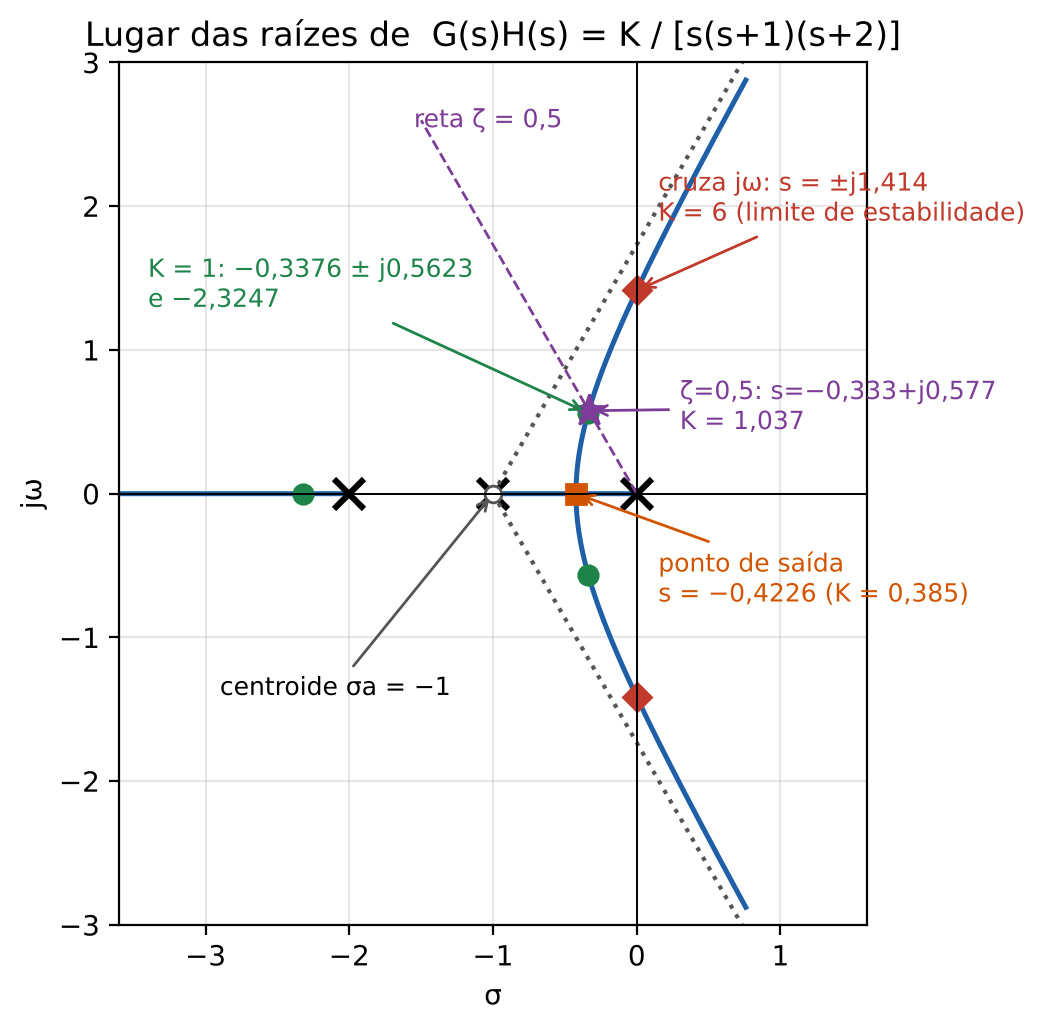 Lugar das raízes de  G(s)H(s) = K / [s(s+1)(s+2)]
3
reta ζ = 0,5
cruza jω: s = ±j1,414
2
K = 6 (limite de estabilidade)
K = 1: −0,3376 ± j0,5623
e −2,3247
1
ζ=0,5: s=−0,333+j0,577
K = 1,037
jω
0
ponto de saída
s = −0,4226 (K = 0,385)
−1
centroide σa = −1
−2
−3
−3 −2 −1 0 1
σ